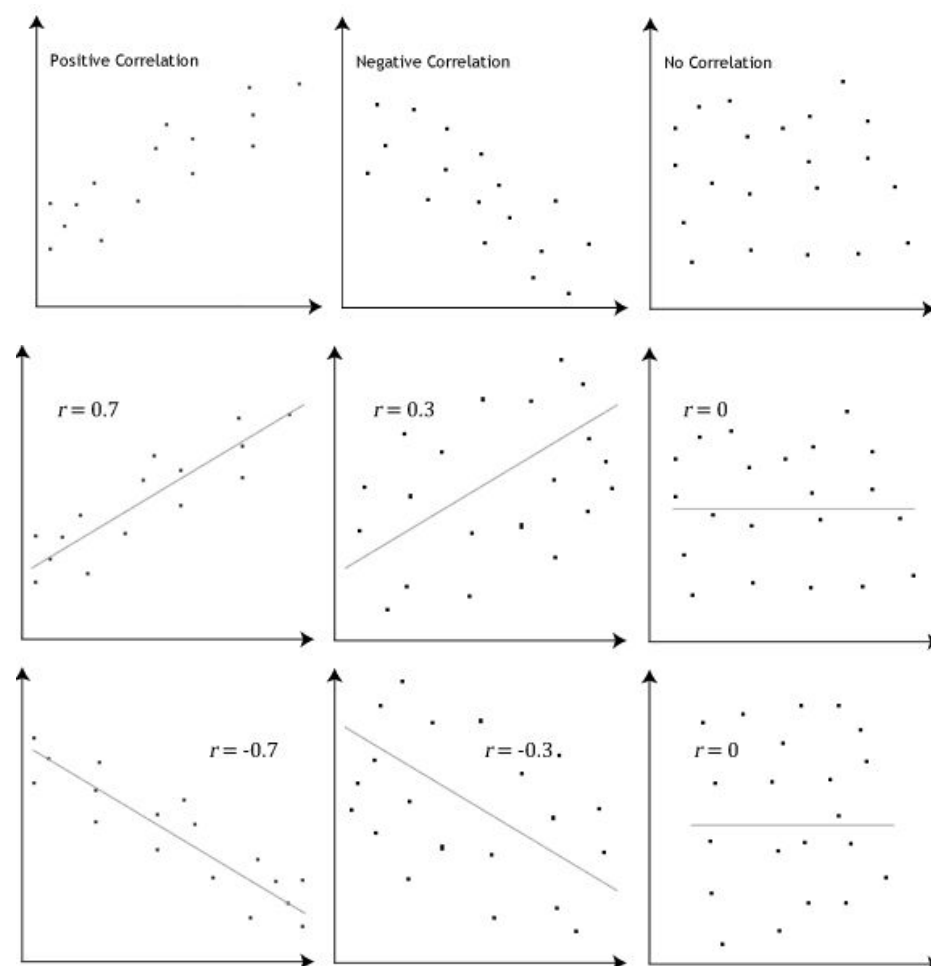 Positive Correlation
Negative Correlation
No Correlation
r = 0.7
r = 0.3
r = 0
r = -0.7
r = -0.3
r = 0